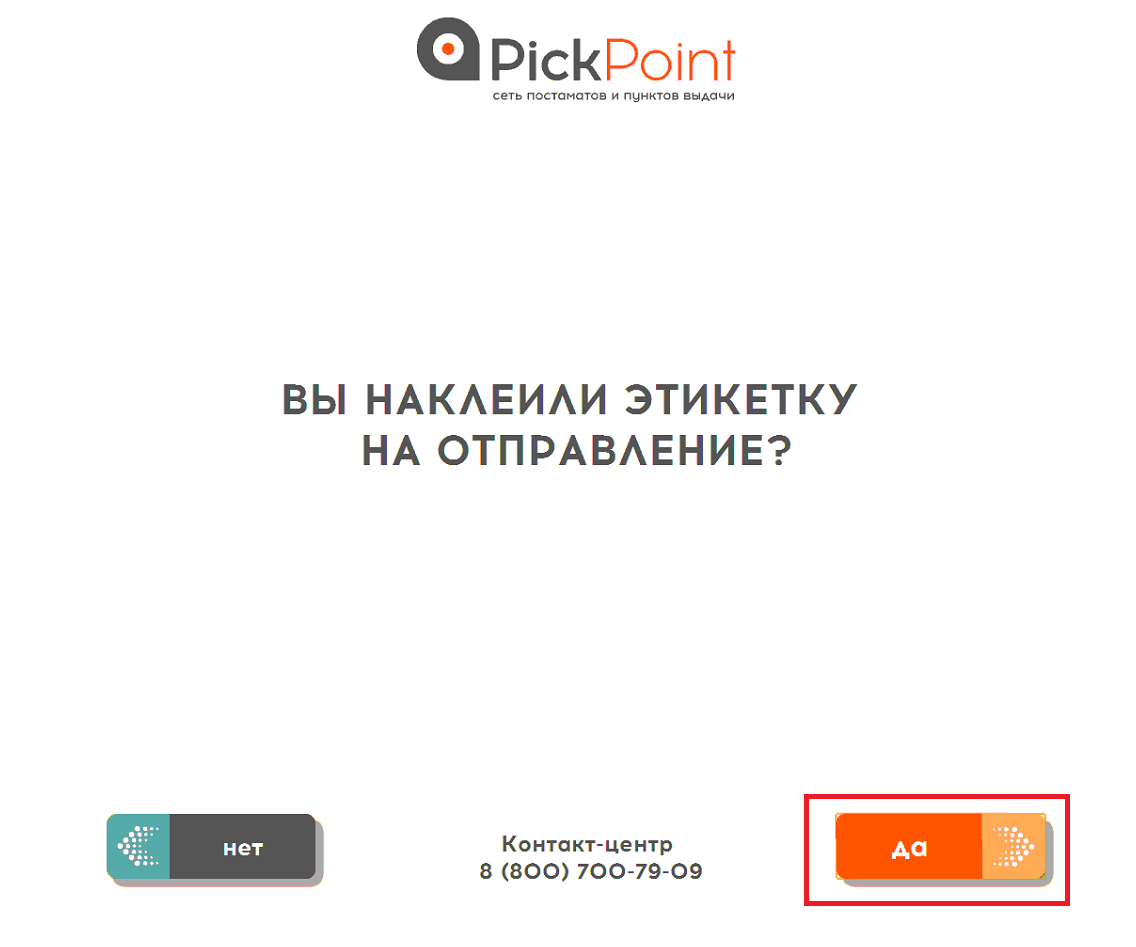 PickPoint
сеть постаматов и пунктов выдачи
ВЫ НАКЛЕИЛИ ЭТИКЕТКУ
НА ОТПРАВЛЕНИЕ?
нет
Контакт-центр
8 (800) 700-79-09
да